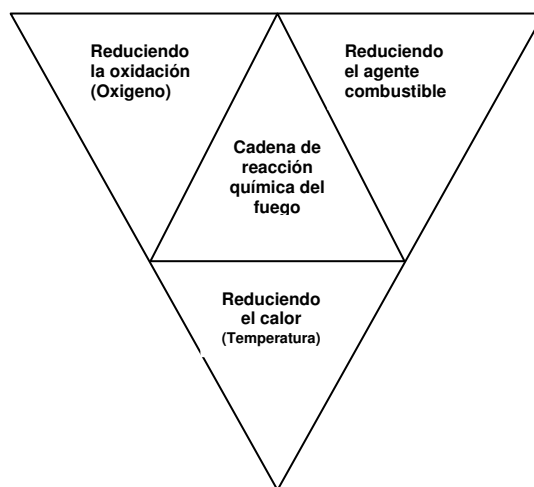 Reduciendo
la oxidación
(Oxigeno)
Reduciendo
el agente
combustible
Cadena de
reacción
química del
fuego
Reduciendo
el calor
(Temperatura)